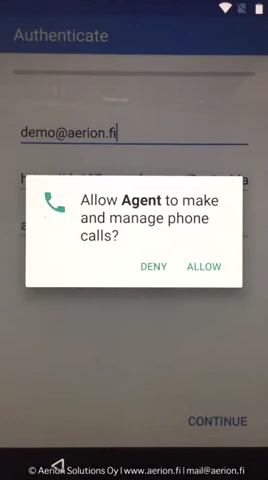 Authenticate
demo@aerion.fi
Allow Agent to make
and manage phone
calls?
DENY ALLOW
CONTINUE
© Aerion Solutions Oy | www.aerion.fi | mail@aerion.fi